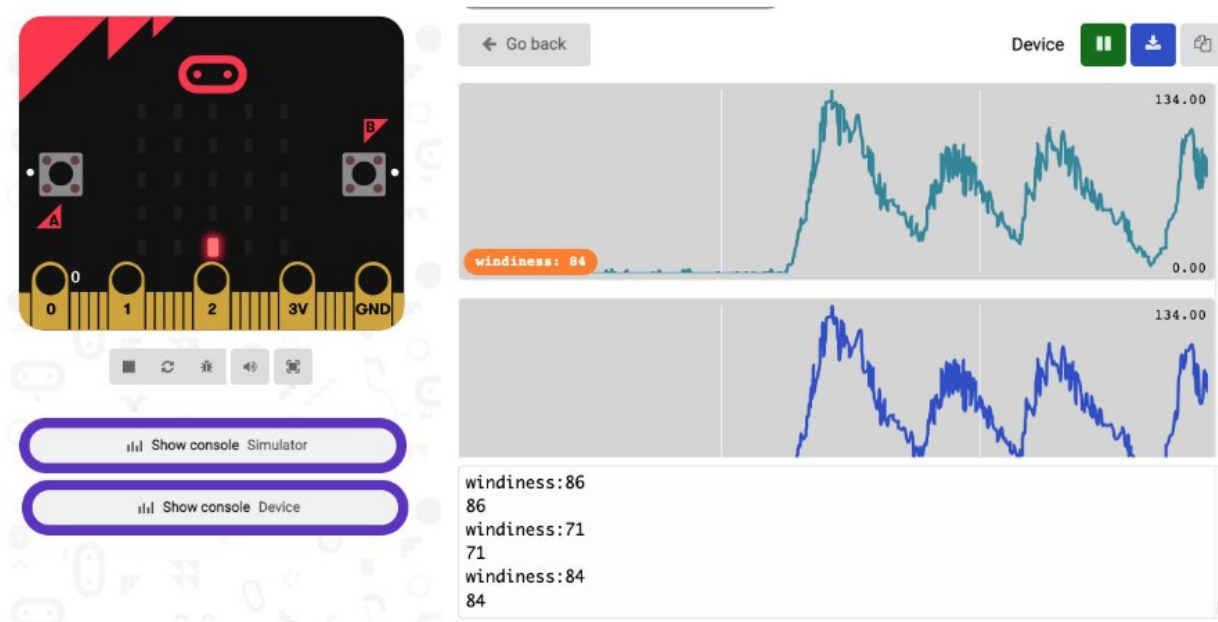 B
A
0
0
1
2
3V
GND
Show console Simulator
Show console Device
Go back
Device
134.00
windiness: 84
0.00
134.00
windiness:86
86
windiness:71
71
windiness:84
84